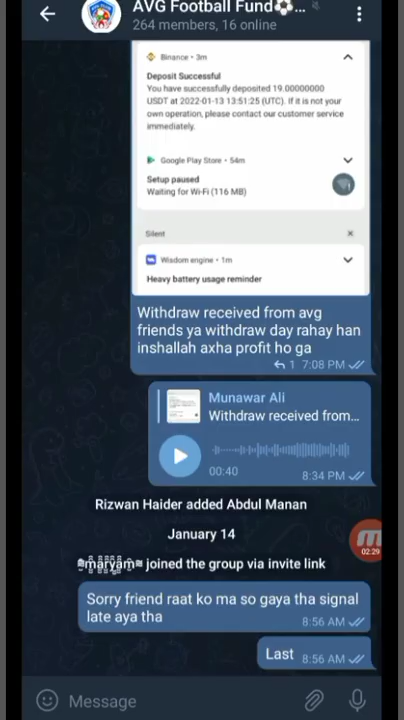 AVG Football Fund⚽...
264 members, 16 online
Binance • 3m
Deposit Successful
You have successfully deposited 19.00000000
USDT at 2022-01-13 13:51:25 (UTC). If it is not your
own operation, please contact our customer service
immediately.
Google Play Store • 54m
Setup paused
Waiting for Wi-Fi (116 MB)
Silent
Wisdom engine • 1m
Heavy battery usage reminder
Withdraw received from avg
friends ya withdraw day rahay han
inshallah axha profit ho ga
1 7:08 PM
Munawar Ali
Withdraw received from...
00:40
8:34 PM
Rizwan Haider added Abdul Manan
January 14
maryam joined the group via invite link
02:29
Sorry friend raat ko ma so gaya tha signal
late aya tha
8:56 AM
Last 8:56 AM
Message